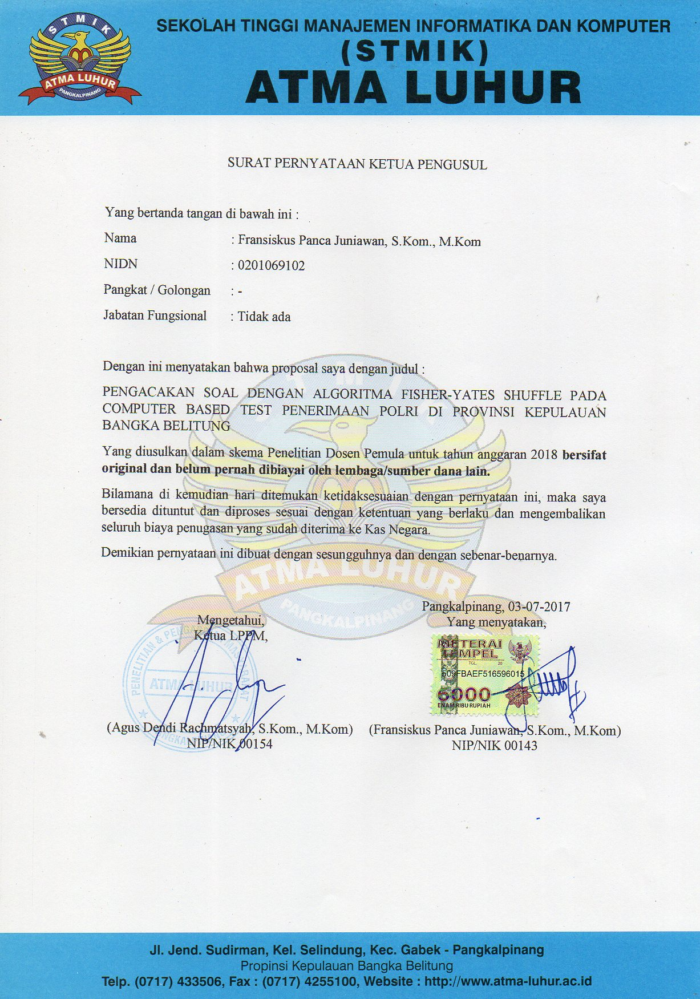 STMIK
ATMA LUHUR
PANGKALPINANG
SEKOLAH TINGGI MANAJEMEN INFORMATIKA DAN KOMPUTER
(STMIK)
ATMA LUHUR
SURAT PERNYATAAN KETUA PENGUSUL
Yang bertanda tangan di bawah ini :
Nama : Fransiskus Panca Juniawan, S.Kom., M.Kom
NIDN : 0201069102
Pangkat / Golongan : -
Jabatan Fungsional : Tidak ada
Dengan ini menyatakan bahwa proposal saya dengan judul :
PENGACAKAN SOAL DENGAN ALGORITMA FISHER-YATES SHUFFLE PADA
COMPUTER BASED TEST PENERIMAAN POLRI DI PROVINSI KEPULAUAN
BANGKA BELITUNG
Yang diusulkan dalam skema Penelitian Dosen Pemula untuk tahun anggaran 2018 bersifat
original dan belum pernah dibiayai oleh lembaga/sumber dana lain.
Bilamana di kemudian hari ditemukan ketidaksesuaian dengan pernyataan ini, maka saya
bersedia dituntut dan diproses sesuai dengan ketentuan yang berlaku dan mengembalikan
seluruh biaya penugasan yang sudah diterima ke Kas Negara.
Demikian pernyataan ini dibuat dengan sesungguhnya dan dengan sebenar-benarnya.
STMIK
ATMA LUHUR
PANGKALPINANG
Pangkalpinang, 03-07-2017
Mengetahui, Yang menyatakan,
Ketua LPPM,
PENELITIAN &
ATMA LUHUR
METERAI
TEMPEL
TGL 20
609FBAEF516596015
6000
ENAM RIBU RUPIAH
(Agus Dendi Rachmatsyah, S.Kom., M.Kom) (Fransiskus Panca Juniawan, S.Kom., M.Kom)
NIP/NIK 00154 NIP/NIK 00143
Jl. Jend. Sudirman, Kel. Selindung, Kec. Gabek - Pangkalpinang
Propinsi Kepulauan Bangka Belitung
Telp. (0717) 433506, Fax : (0717) 4255100, Website : http://www.atma-luhur.ac.id